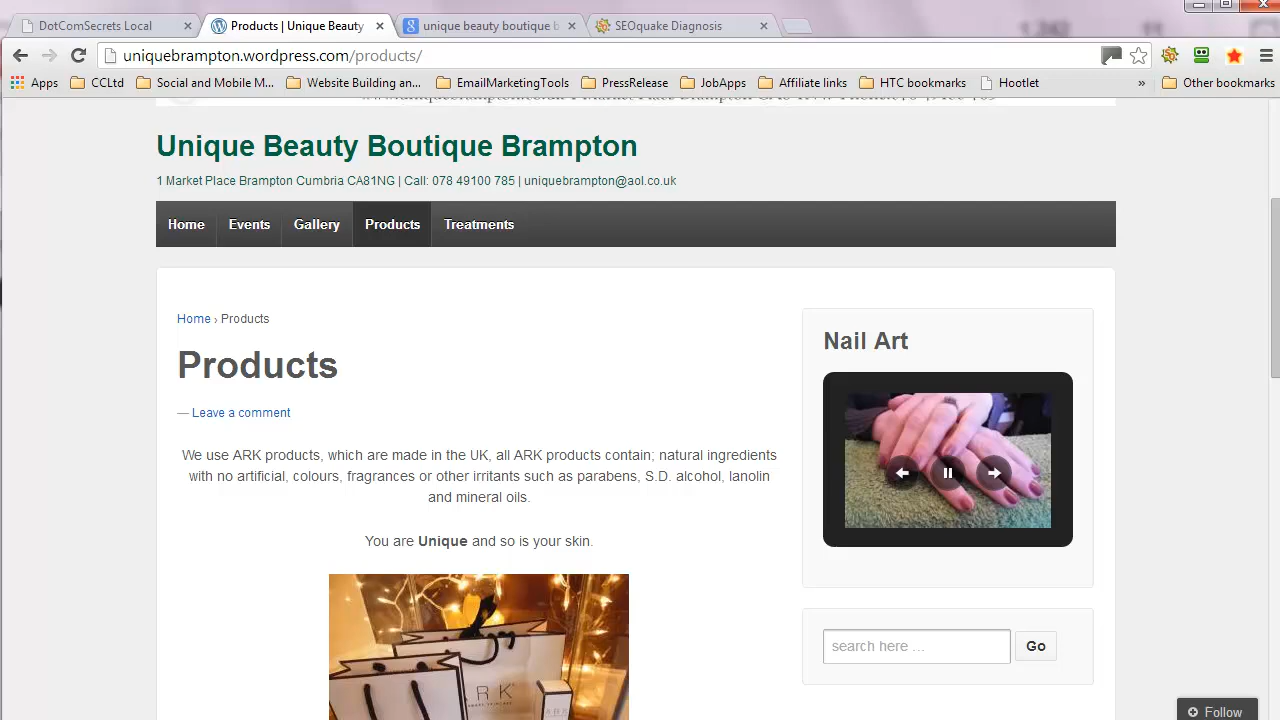 DotComSecrets Local
Products | Unique Beauty
unique beauty boutique b
SEOquake Diagnosis
uniquebrampton.wordpress.com/products/
Apps
CCLtd
Social and Mobile M...
Website Building an...
EmailMarketingTools
PressRelease
JobApps
Affiliate links
HTC bookmarks
Hootlet
»
Other bookmarks
Unique Beauty Boutique Brampton
1 Market Place Brampton Cumbria CA81NG | Call: 078 49100 785 | uniquebrampton@aol.co.uk
Home Events Gallery Products Treatments
Home › Products
Products
— Leave a comment
We use ARK products, which are made in the UK, all ARK products contain; natural ingredients
with no artificial, colours, fragrances or other irritants such as parabens, S.D. alcohol, lanolin
and mineral oils.
You are Unique and so is your skin.
ARK
Nail Art
search here ...
Go
Follow